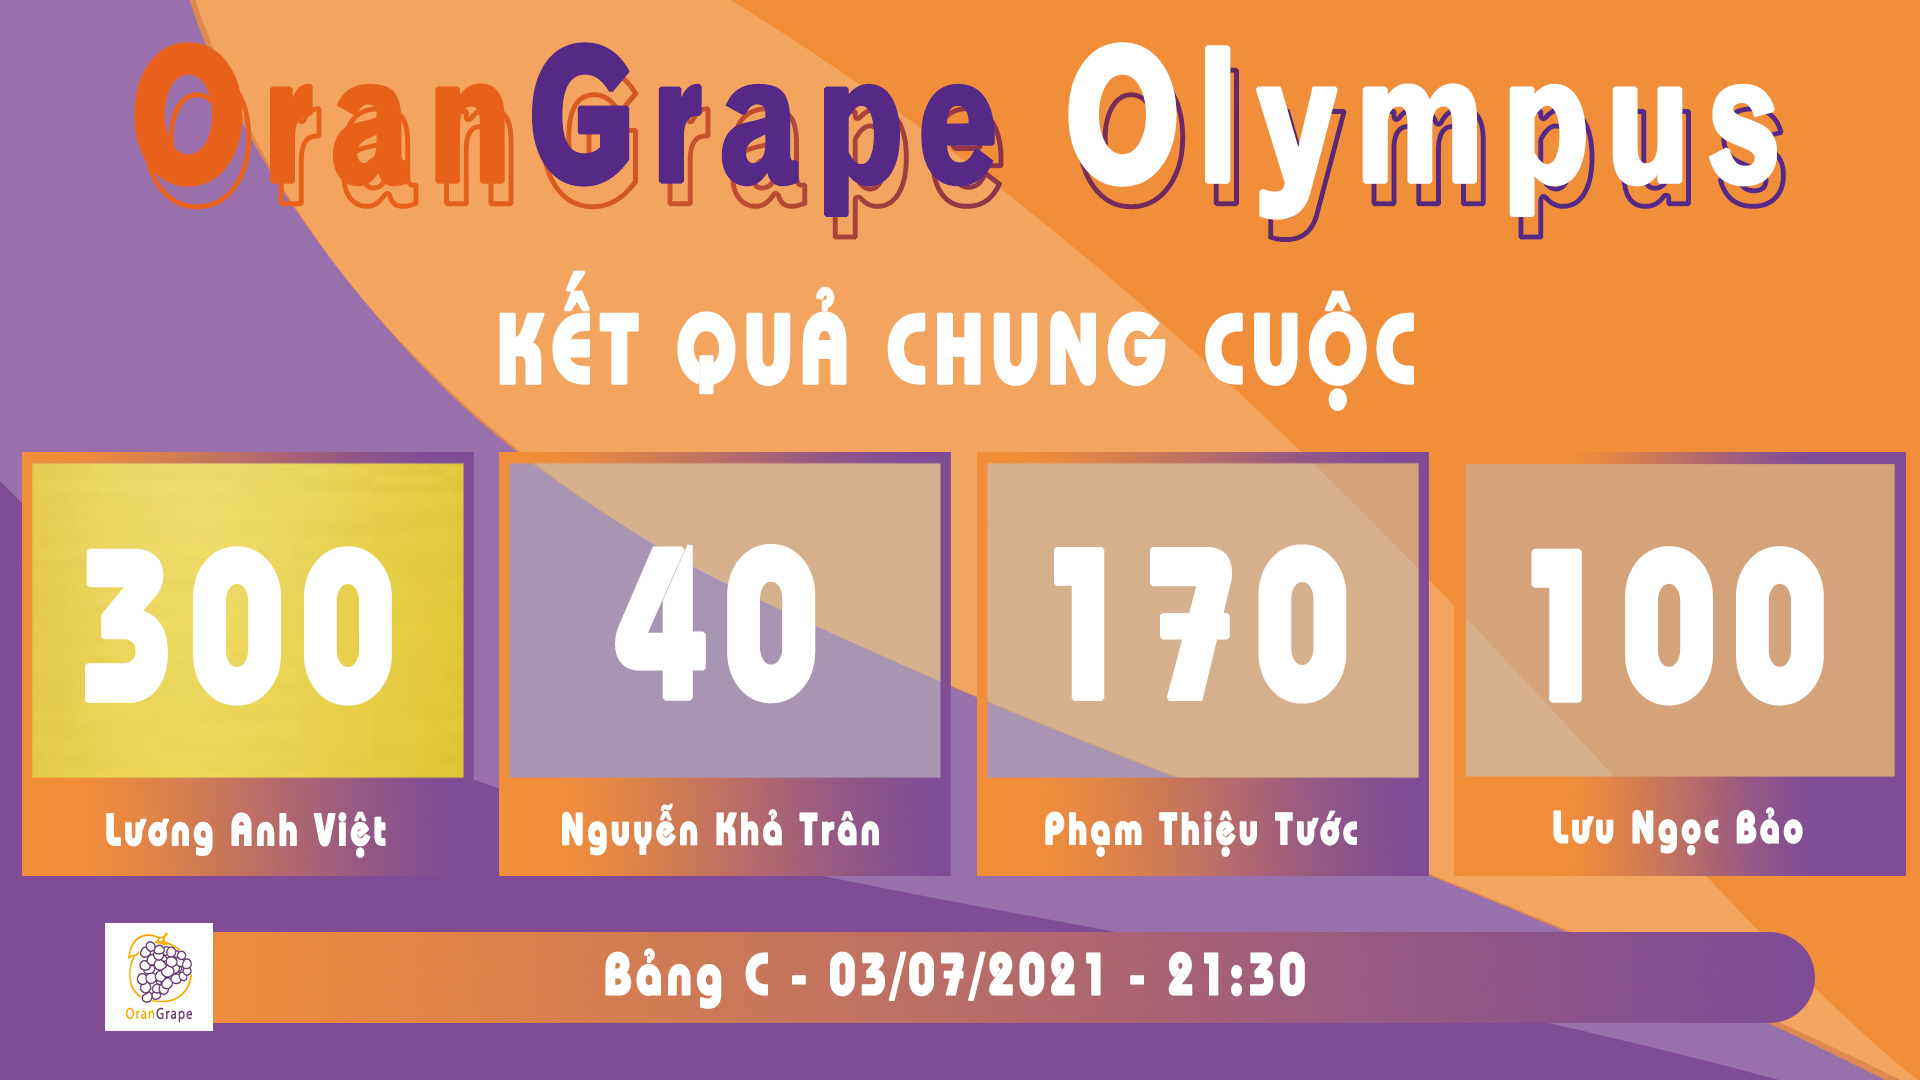 OranGrape Olympus
KẾT QUẢ CHUNG CUỘC
300
40
170
100
Lương Anh Việt
Nguyễn Khả Trân
Phạm Thiệu Tước
Lưu Ngọc Bảo
Bảng C - 03/07/2021 - 21:30
OranGrape